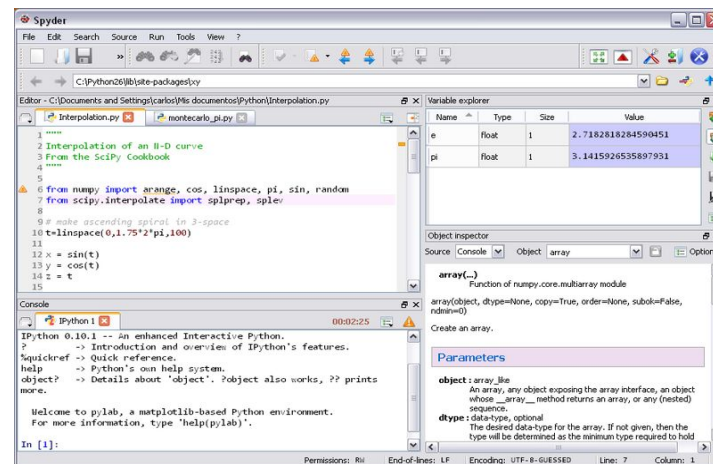 Spyder
File Edit Search Source Run Tools View ?
»
C:\Python26\lib\site-packages\xy
Editor - C:\Documents and Settings\carlos\Mis documentos\Python\Interpolation.py
Interpolation.py montecarlo_pi.py
1 """
2 Interpolation of an N-D curve
3 From the SciPy Cookbook
4 """
5
6 from numpy import arange, cos, linspace, pi, sin, random
7 from scipy.interpolate import splprep, splev
8
9 # make ascending spiral in 3-space
10 t=linspace(0,1.75*2*pi,100)
11
12 x = sin(t)
13 y = cos(t)
14 z = t
15
Console
IPython 1 00:02:25
IPython 0.10.1 -- An enhanced Interactive Python.
? -> Introduction and overview of IPython's features.
%quickref -> Quick reference.
help -> Python's own help system.
object? -> Details about 'object'. ?object also works, ?? prints
more.
Welcome to pylab, a matplotlib-based Python environment.
For more information, type 'help(pylab)'.
In [1]:
Variable explorer
Name Type Size Value
e float 1 2.7182818284590451
pi float 1 3.1415926535897931
Object inspector
Source Console Object array Option
array(...)
Function of numpy.core.multiarray module
array(object, dtype=None, copy=True, order=None, subok=False,
ndmin=0)
Create an array.
Parameters
object : array_like
An array, any object exposing the array interface, an object
whose __array__ method returns an array, or any (nested)
sequence.
dtype : data-type, optional
The desired data-type for the array. If not given, then the
type will be determined as the minimum type required to hold
Permissions: RW End-of-lines: LF Encoding: UTF-8-GUESSED Line: 7 Column: 1